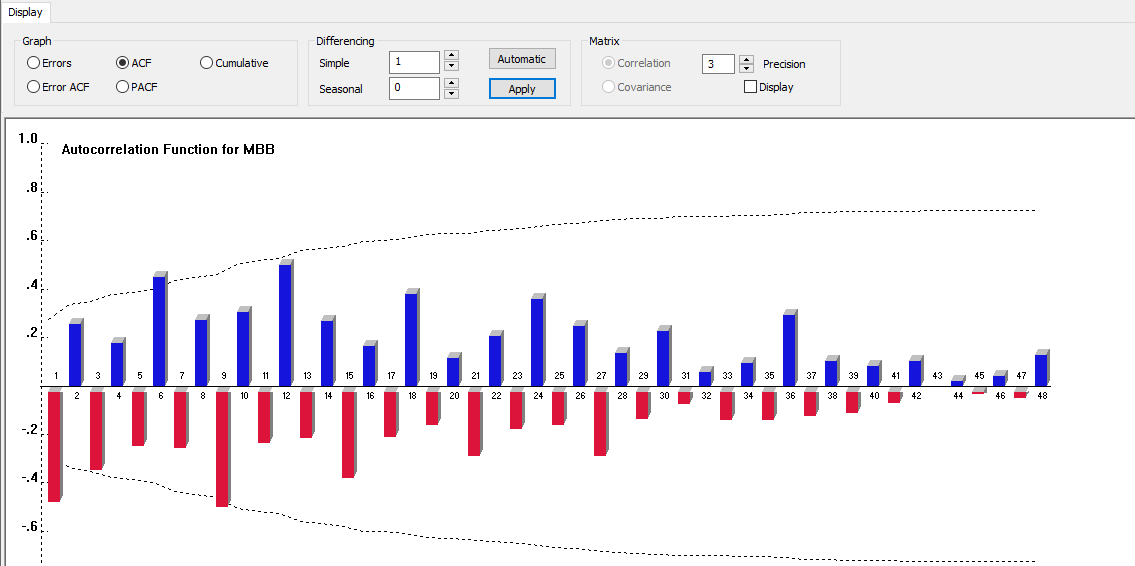 Display
Graph
Errors
ACF
Cumulative
Error ACF
PACF
Differencing
Simple
1
Automatic
Seasonal
0
Apply
Matrix
Correlation
3
Precision
Covariance
Display
Autocorrelation Function for MBB
1.0
.8
.6
.4
.2
-.2
-.4
-.6
1 3 5 7 9 11 13 15 17 19 21 23 25 27 29 31 33 35 37 39 41 43 45 47
2 4 6 8 10 12 14 16 18 20 22 24 26 28 30 32 34 36 38 40 42 44 46 48